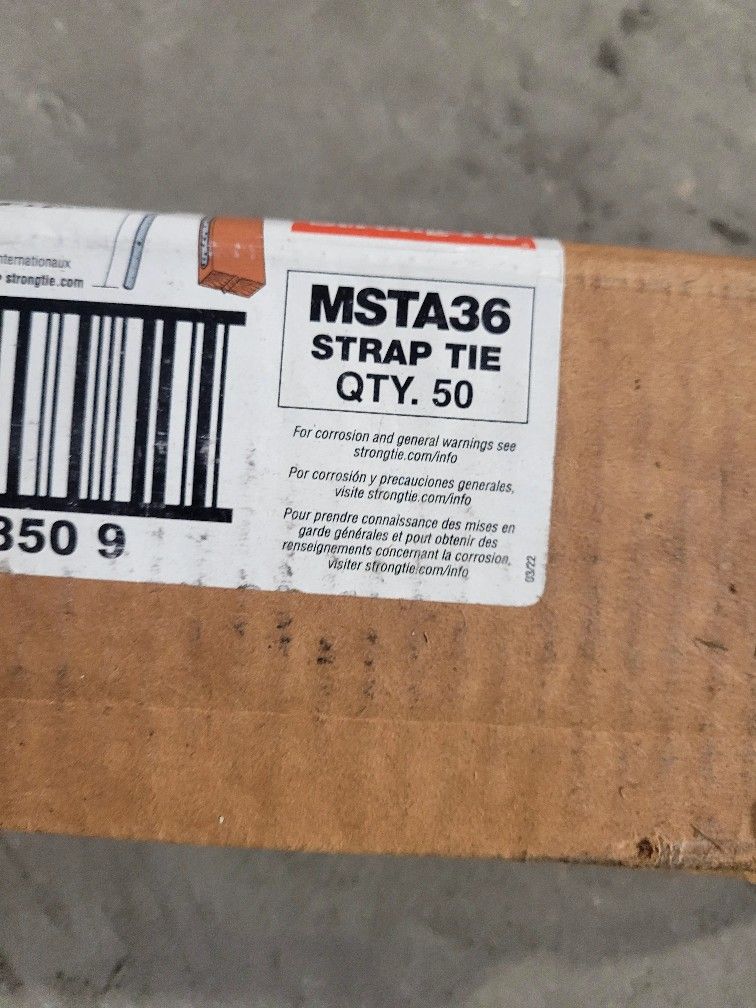 nternationaux
strongtie.com
MSTA36
STRAP TIE
QTY. 50
For corrosion and general warnings see
strongtie.com/info
Por corrosión y precauciones generales,
visite strongtie.com/info
Pour prendre connaissance des mises en
garde générales et pout obtenir des
renseignements concernant la corrosion,
visiter strongtie.com/info
03/22
350 9